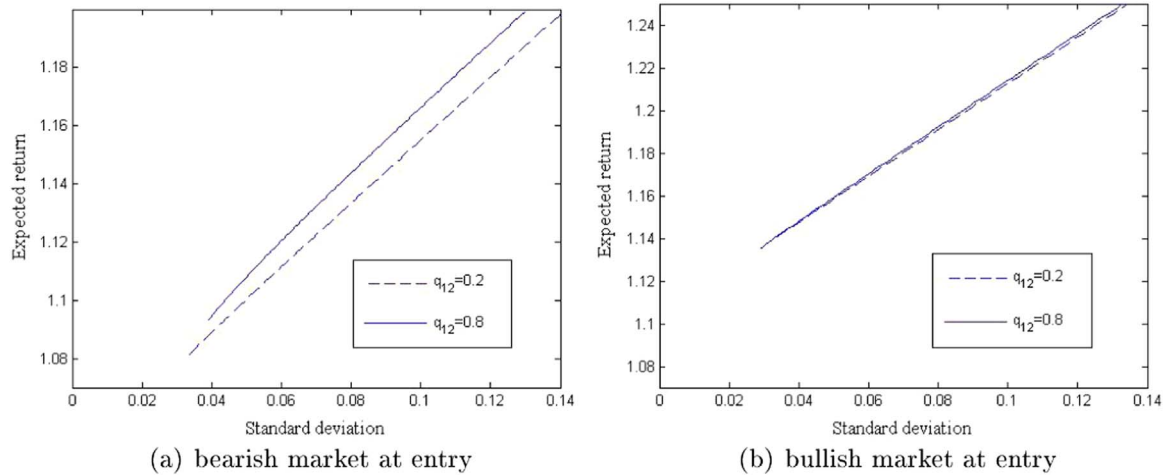 1.18
1.16
1.14
1.12
1.1
1.08
Expected return
0 0.02 0.04 0.06 0.08 0.1 0.12 0.14
Standard deviation
q12=0.2
q12=0.8
(a) bearish market at entry
1.24
1.22
1.2
1.18
1.16
1.14
1.12
1.1
1.08
Expected return
0 0.02 0.04 0.06 0.08 0.1 0.12 0.14
Standard deviation
q12=0.2
q12=0.8
(b) bullish market at entry